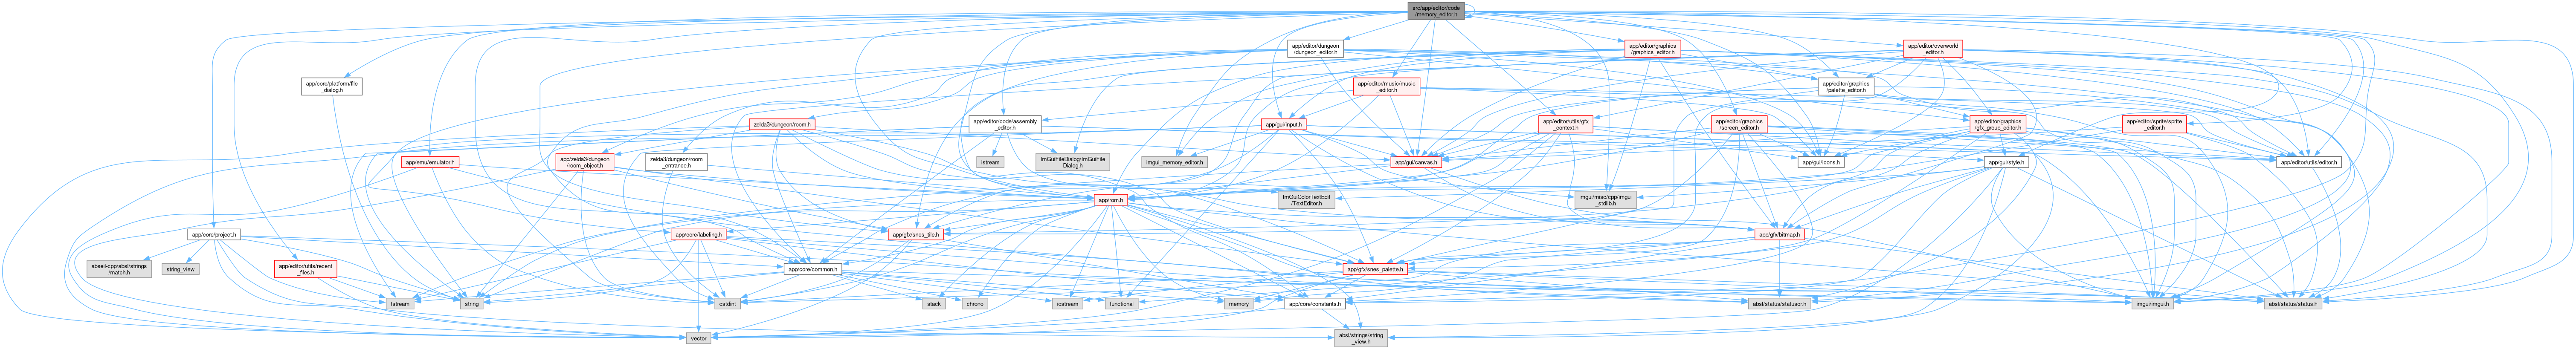 src/app/editor/code
/memory_editor.h
app/editor/dungeon
/dungeon_editor.h
app/editor/graphics
/graphics_editor.h
app/editor/overworld
_editor.h
app/core/platform/file
_dialog.h
app/editor/music/music
_editor.h
app/editor/graphics
/palette_editor.h
zelda3/dungeon/room.h
app/editor/code/assembly
_editor.h
app/gui/input.h
app/editor/utils/gfx
_context.h
app/editor/graphics
/screen_editor.h
app/editor/graphics
/gfx_group_editor.h
app/editor/sprite/sprite
_editor.h
app/emu/emulator.h
app/zelda3/dungeon
/room_object.h
zelda3/dungeon/room
_entrance.h
istream
ImGuiFileDialog/ImGuiFile
Dialog.h
imgui_memory_editor.h
app/gui/canvas.h
app/gui/icons.h
app/gui/style.h
app/editor/utils/editor.h
app/rom.h
ImGuiColorTextEdit
/TextEditor.h
imgui/misc/cpp/imgui
_stdlib.h
app/core/project.h
app/core/labeling.h
app/gfx/snes_tile.h
app/gfx/bitmap.h
abseil-cpp/absl/strings
/match.h
string_view
app/editor/utils/recent
_files.h
app/core/common.h
app/gfx/snes_palette.h
fstream
string
cstdint
stack
chrono
iostream
functional
memory
app/core/constants.h
absl/status/statusor.h
imgui/imgui.h
absl/status/status.h
vector
absl/strings/string
_view.h